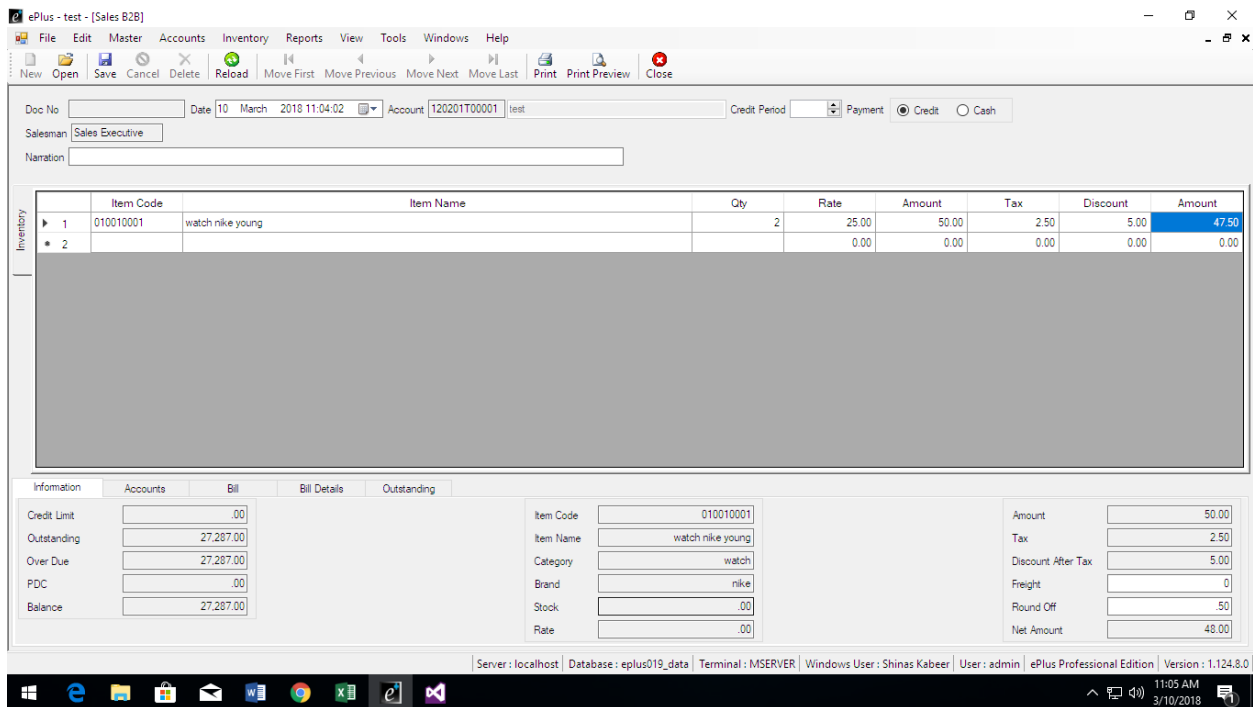 ePlus - test - [Sales B2B]
File Edit Master Accounts Inventory Reports View Tools Windows Help
New Open Save Cancel Delete Reload Move First Move Previous Move Next Move Last Print Print Preview Close
Doc No Date 10 March 2018 11:04:02 Account 120201T00001 test Credit Period Payment Credit Cash
Salesman Sales Executive
Narration
Inventory
Item Code Item Name Qty Rate Amount Tax Discount Amount
1 010010001 watch nike young 2 25.00 50.00 2.50 5.00 47.50
2 0.00 0.00 0.00 0.00 0.00
Information Accounts Bill Bill Details Outstanding
Credit Limit .00 Item Code 010010001 Amount 50.00
Outstanding 27,287.00 Item Name watch nike young Tax 2.50
Over Due 27,287.00 Category watch Discount After Tax 5.00
PDC .00 Brand nike Freight 0
Balance 27,287.00 Stock .00 Round Off .50
Rate .00 Net Amount 48.00
Server : localhost Database : eplus019_data Terminal : MSERVER Windows User : Shinas Kabeer User : admin ePlus Professional Edition Version : 1.124.8.0
11:05 AM
3/10/2018